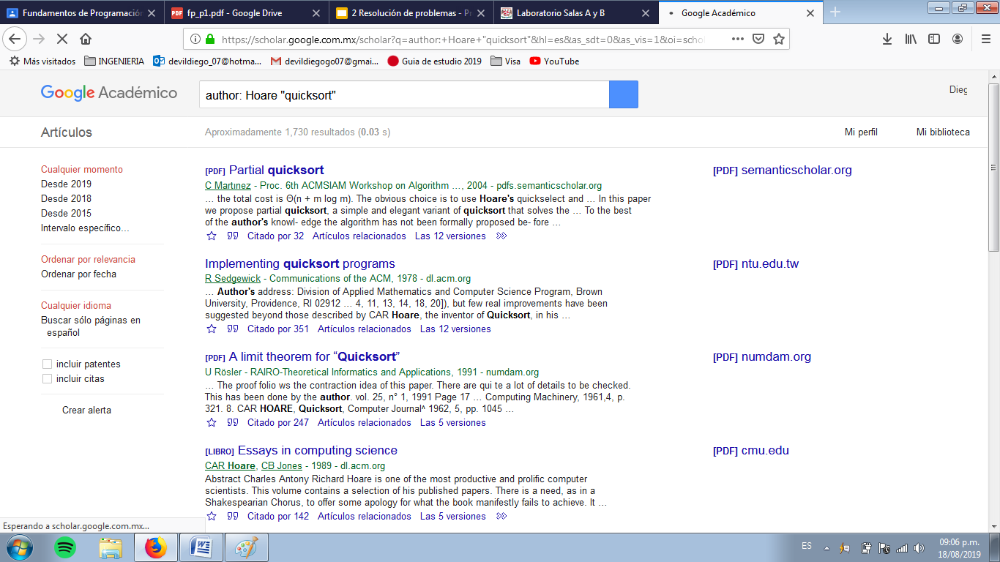 Fundamentos de Programación
fp_p1.pdf - Google Drive
2 Resolución de problemas - Pr
Laboratorio Salas A y B
Google Académico
https://scholar.google.com.mx/scholar?q=author:+Hoare+"quicksort"&hl=es&as_sdt=0&as_vis=1&oi=scho
Más visitados
INGENIERIA
devildiego_07@hotma...
devildiegogo07@gmai...
Guia de estudio 2019
Visa
YouTube
Google Académico
author: Hoare "quicksort"
Dieg
Artículos
Aproximadamente 1,730 resultados (0.03 s)
Mi perfil
Mi biblioteca
Cualquier momento
Desde 2019
Desde 2018
Desde 2015
Intervalo específico...
Ordenar por relevancia
Ordenar por fecha
Cualquier idioma
Buscar sólo páginas en
español
incluir patentes
incluir citas
Crear alerta
[PDF] Partial quicksort
C Martınez - Proc. 6th ACMSIAM Workshop on Algorithm …, 2004 - pdfs.semanticscholar.org
… the total cost is Θ(n + m log m). The obvious choice is to use Hoare's quickselect and … In this paper
we propose partial quicksort, a simple and elegant variant of quicksort that solves the … To the best
of the author's knowl- edge the algorithm has not been formally proposed be- fore …
Citado por 32 Artículos relacionados Las 12 versiones
[PDF] semanticscholar.org
Implementing quicksort programs
R Sedgewick - Communications of the ACM, 1978 - dl.acm.org
… Author's address: Division of Applied Mathematics and Computer Science Program, Brown
University, Providence, RI 02912 … 4, 11, 13, 14, 18, 20]), but few real improvements have been
suggested beyond those described by CAR Hoare, the inventor of Quicksort, in his …
Citado por 351 Artículos relacionados Las 12 versiones
[PDF] ntu.edu.tw
[PDF] A limit theorem for “Quicksort”
U Rösler - RAIRO-Theoretical Informatics and Applications, 1991 - numdam.org
… The proof folio ws the contraction idea of this paper. There are qui te a lot of details to be checked.
This has been done by the author. vol. 25, n° 1, 1991 Page 17 … Computing Machinery, 1961,4, p.
321. 8. CAR HOARE, Quicksort, Computer Journal^ 1962, 5, pp. 1045 …
Citado por 247 Artículos relacionados Las 5 versiones
[PDF] numdam.org
[LIBRO] Essays in computing science
CAR Hoare, CB Jones - 1989 - dl.acm.org
Abstract Charles Antony Richard Hoare is one of the most productive and prolific computer
scientists. This volume contains a selection of his published papers. There is a need, as in a
Shakespearian Chorus, to offer some apology for what the book manifestly fails to achieve. It …
Citado por 142 Artículos relacionados Las 5 versiones
[PDF] cmu.edu
Esperando a scholar.google.com.mx...
ES
09:06 p.m.
18/08/2019